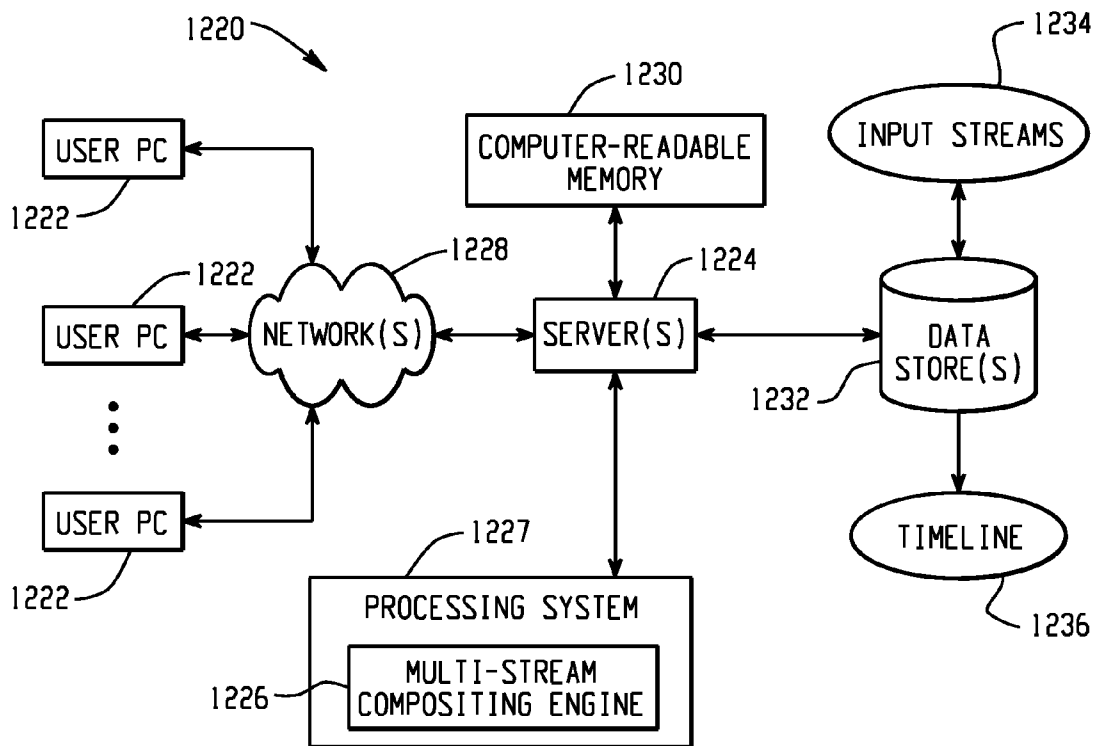 1220
1234
1230
USER PC
COMPUTER-READABLE
MEMORY
INPUT STREAMS
1222
1228
1224
1222
USER PC
NETWORK(S)
SERVER(S)
DATA
STORE(S)
1232
USER PC
1222
1227
TIMELINE
1236
PROCESSING SYSTEM
1226
MULTI-STREAM
COMPOSITING ENGINE